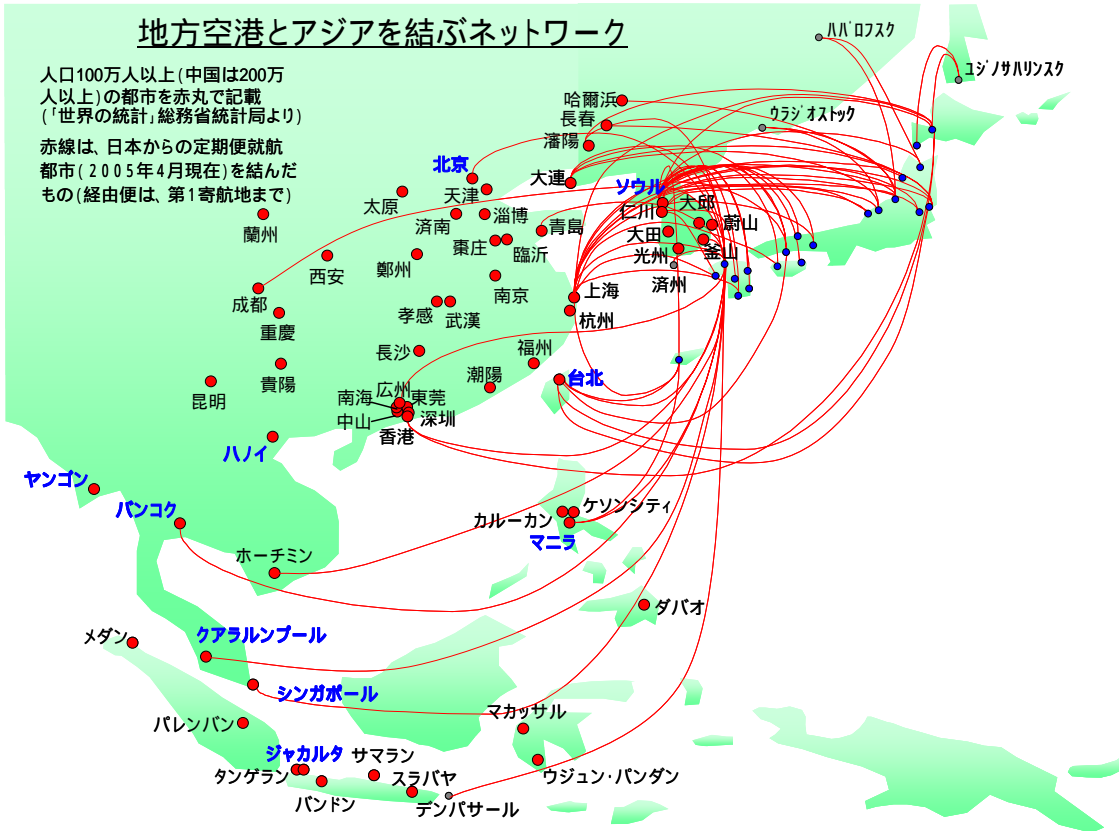 地方空港とアジアを結ぶネットワーク
人口100万人以上(中国は200万
人以上)の都市を赤丸で記載
(「世界の統計」総務省統計局より)
赤線は、日本からの定期便就航
都市(2005年4月現在)を結んだ
もの(経由便は、第1寄航地まで)
ハバロフスク
ユジノサハリンスク
哈爾浜
長春
瀋陽
ウラジオストック
北京
大連
ソウル
天津
太原
仁川
大邱
蘭州
済南
淄博
青島
大田
蔚山
棗庄
臨沂
釜山
西安
鄭州
光州
済州
成都
南京
上海
重慶
孝感
武漢
杭州
長沙
福州
貴陽
潮陽
台北
昆明
広州
南海
東莞
中山
深圳
香港
ハノイ
ヤンゴン
バンコク
カルーカン
ケソンシティ
マニラ
ホーチミン
ダバオ
メダン
クアラルンプール
シンガポール
パレンバン
マカッサル
ジャカルタ
サマラン
タンゲラン
スラバヤ
ウジュン・パンダン
バンドン
デンパサール